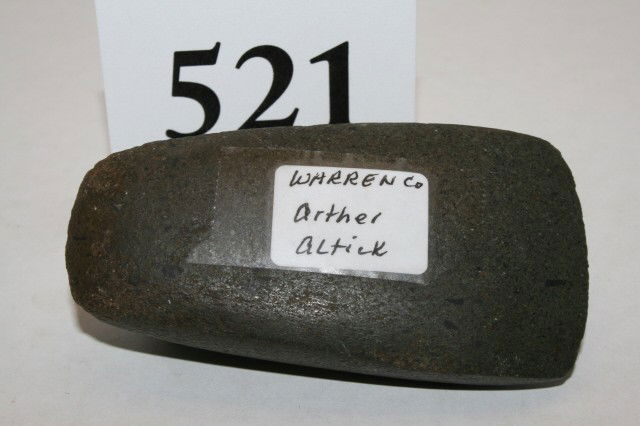 521
WARREN Co
Arther
Altick